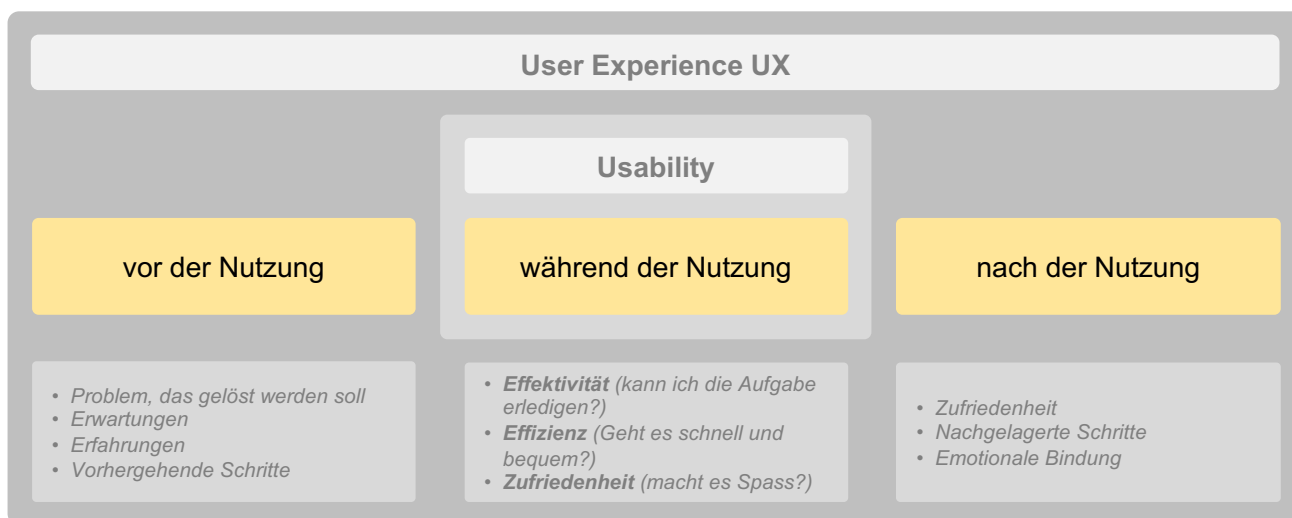 User Experience UX
Usability
vor der Nutzung
während der Nutzung
nach der Nutzung
• Problem, das gelöst werden soll
• Erwartungen
• Erfahrungen
• Vorhergehende Schritte
• Effektivität (kann ich die Aufgabe
erledigen?)
• Effizienz (Geht es schnell und
bequem?)
• Zufriedenheit (macht es Spass?)
• Zufriedenheit
• Nachgelagerte Schritte
• Emotionale Bindung